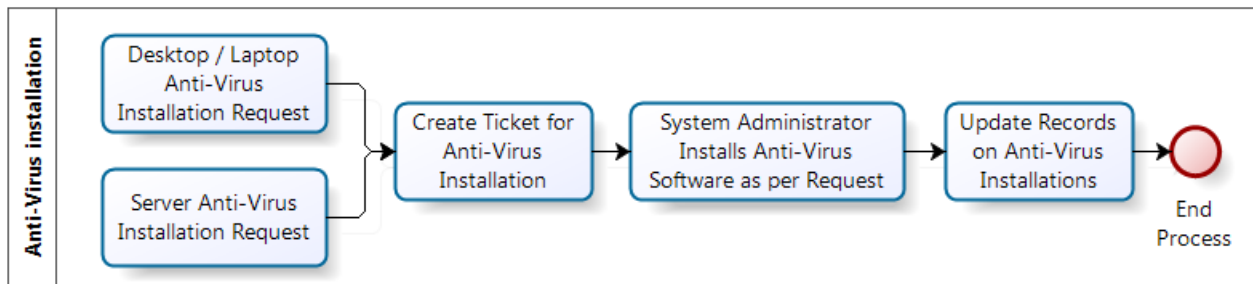 Anti-Virus installation
Desktop / Laptop
Anti-Virus
Installation Request
Server Anti-Virus
Installation Request
Create Ticket for
Anti-Virus
Installation
System Administrator
Installs Anti-Virus
Software as per Request
Update Records
on Anti-Virus
Installations
End
Process